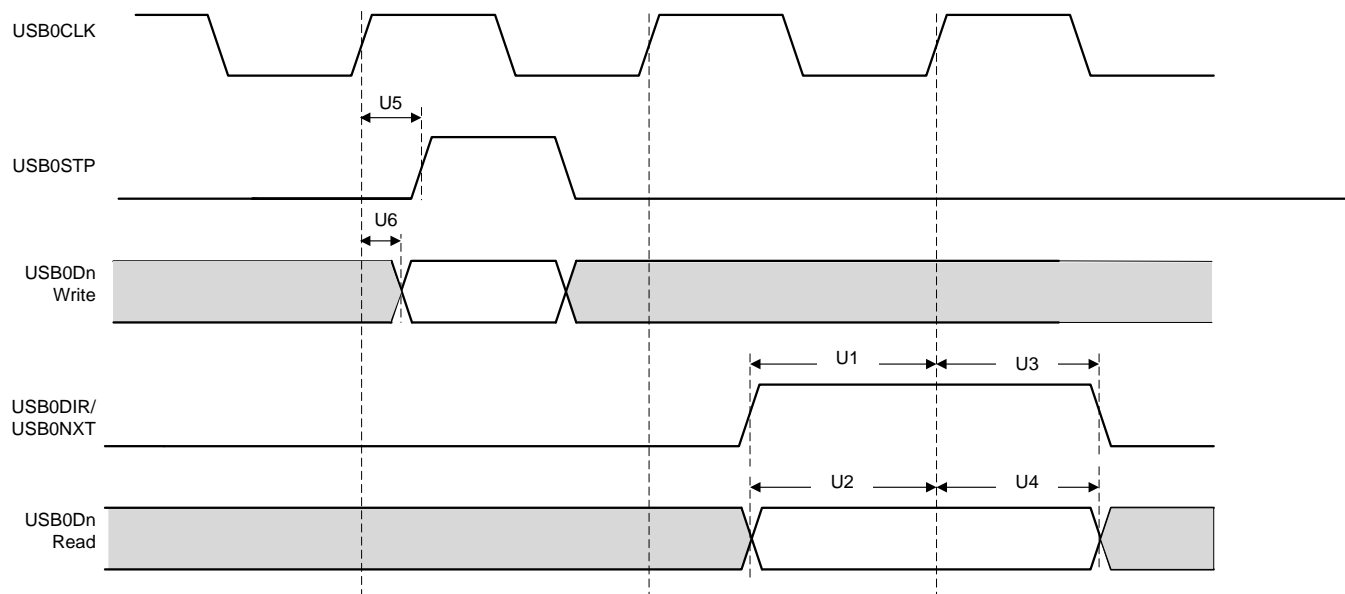 USB0CLK
U5
USB0STP
U6
USB0Dn
Write
U1
U3
USB0DIR/
USB0NXT
U2
U4
USB0Dn
Read